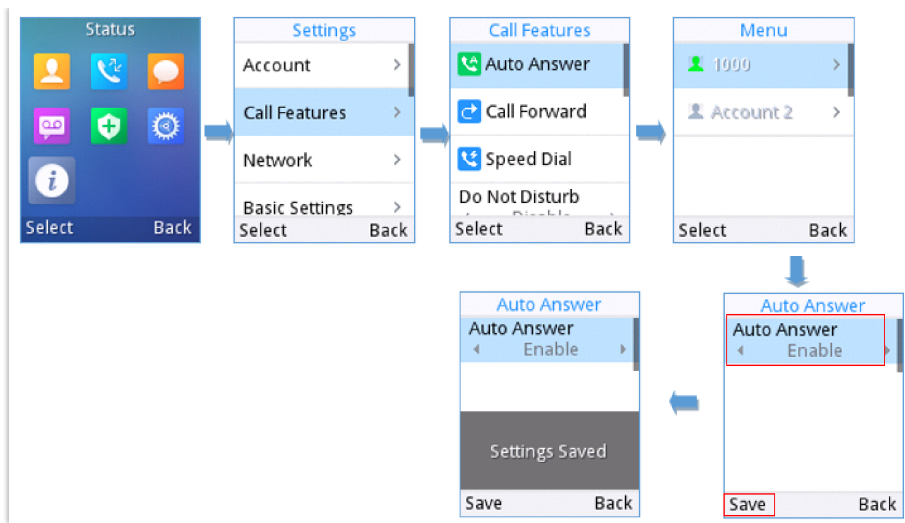 Status
Select Back
Settings
Account >
Call Features >
Network >
Basic Settings >
Select Back
Call Features
Auto Answer
Call Forward
Speed Dial
Do Not Disturb
Disable
Select Back
Menu
1000 >
Account 2 >
Select Back
Auto Answer
Auto Answer
Enable
Save Back
Auto Answer
Auto Answer
Enable
Settings Saved
Save Back